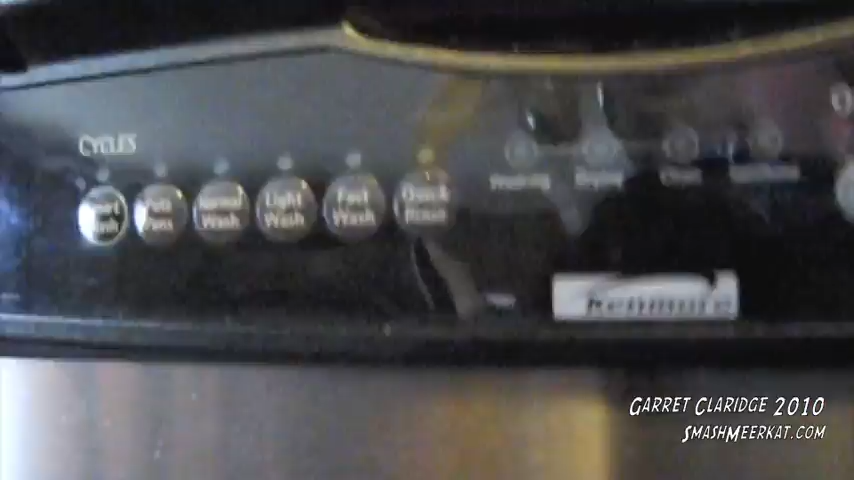 CYCLES
Pots
Pans
Normal
Wash
Light
Wash
Fast
Wash
Quick
Rinse
Washing
Drying
Clean
Kenmore
GARRET CLARIDGE 2010
SMASHMEERKAT.COM